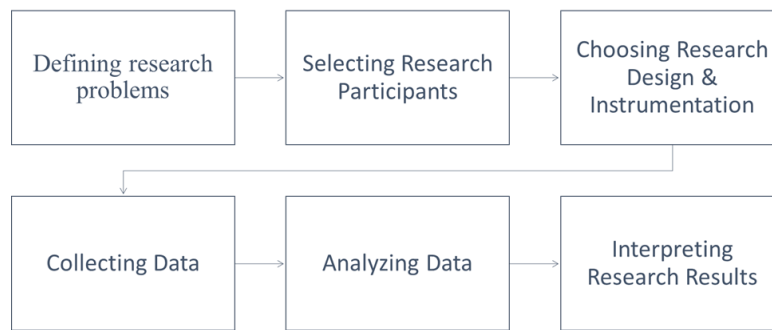 Defining research
problems
Selecting Research
Participants
Choosing Research
Design &
Instrumentation
Collecting Data
Analyzing Data
Interpreting
Research Results